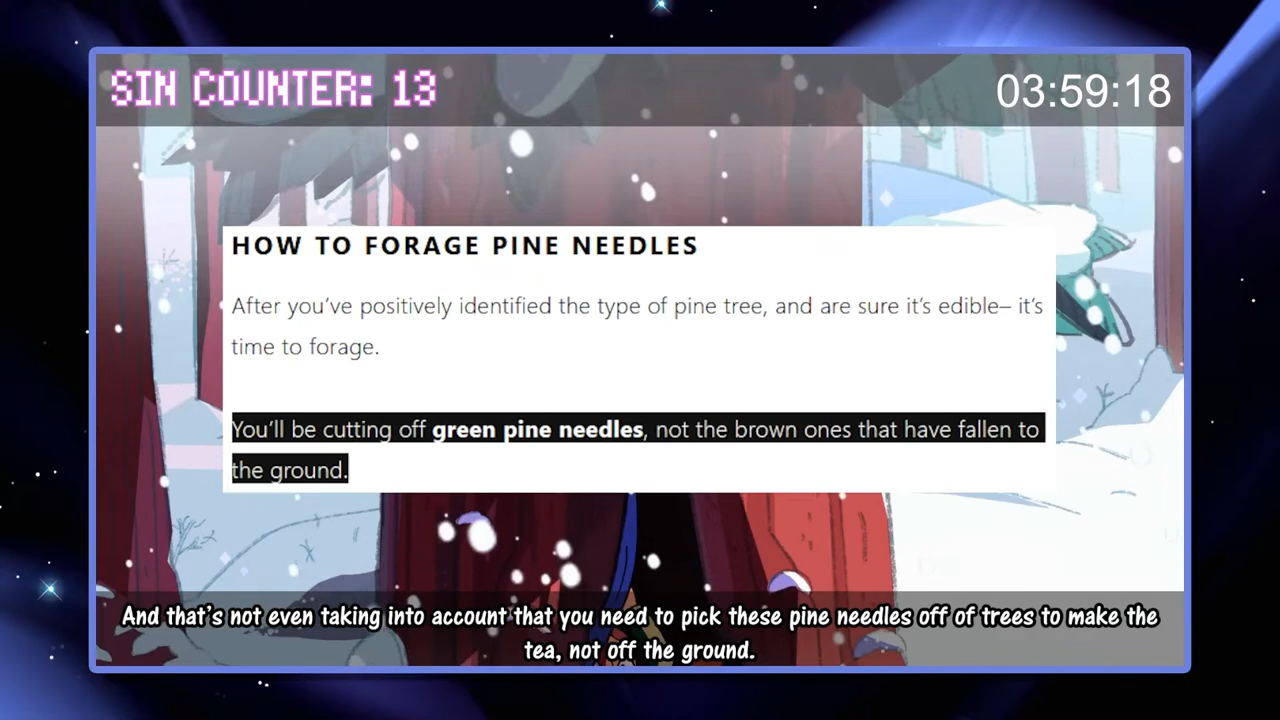 SIN COUNTER: 13
03:59:18
HOW TO FORAGE PINE NEEDLES
After you've positively identified the type of pine tree, and are sure it's edible– it's
time to forage.
You'll be cutting off green pine needles, not the brown ones that have fallen to
the ground.
And that's not even taking into account that you need to pick these pine needles off of trees to make the
tea, not off the ground.